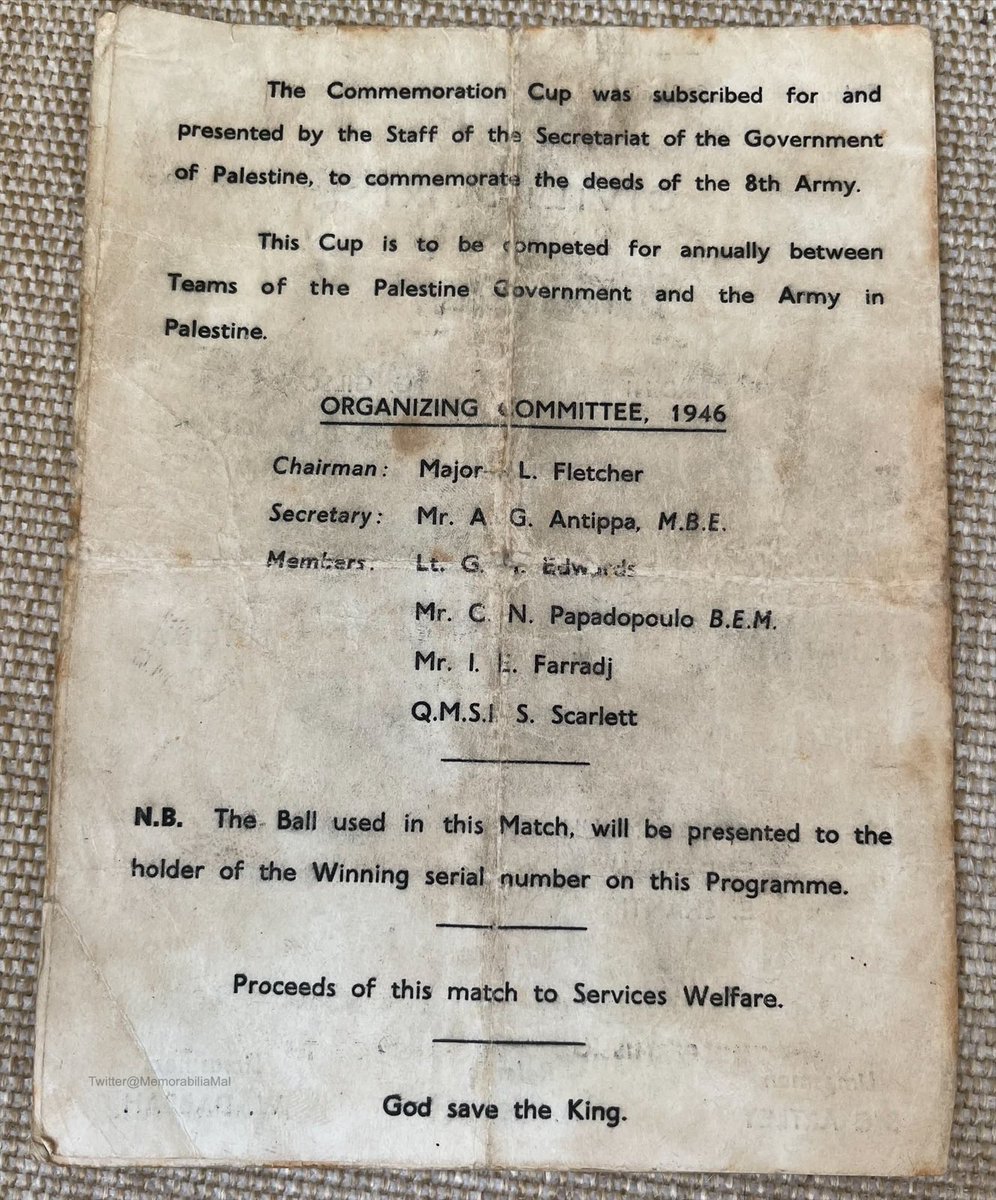 The Commemoration Cup was subscribed for and
presented by the Staff of the Secretariat of the Government
of Palestine, to commemorate the deeds of the 8th Army.
This Cup is to be competed for annually between
Teams of the Palestine Government and the Army in
Palestine.
ORGANIZING COMMITTEE, 1946
Chairman: Major L. Fletcher
Secretary: Mr. A. G. Antippa, M.B.E.
Members: Lt. G. Edwards
Mr. C. N. Papadopoulo B.E.M.
Mr. I. E. Farradj
Q.M.S.I. S. Scarlett
N.B. The Ball used in this Match, will be presented to the
holder of the Winning serial number on this Programme.
Proceeds of this match to Services Welfare.
Twitter@MemorabiliaMal
God save the King.